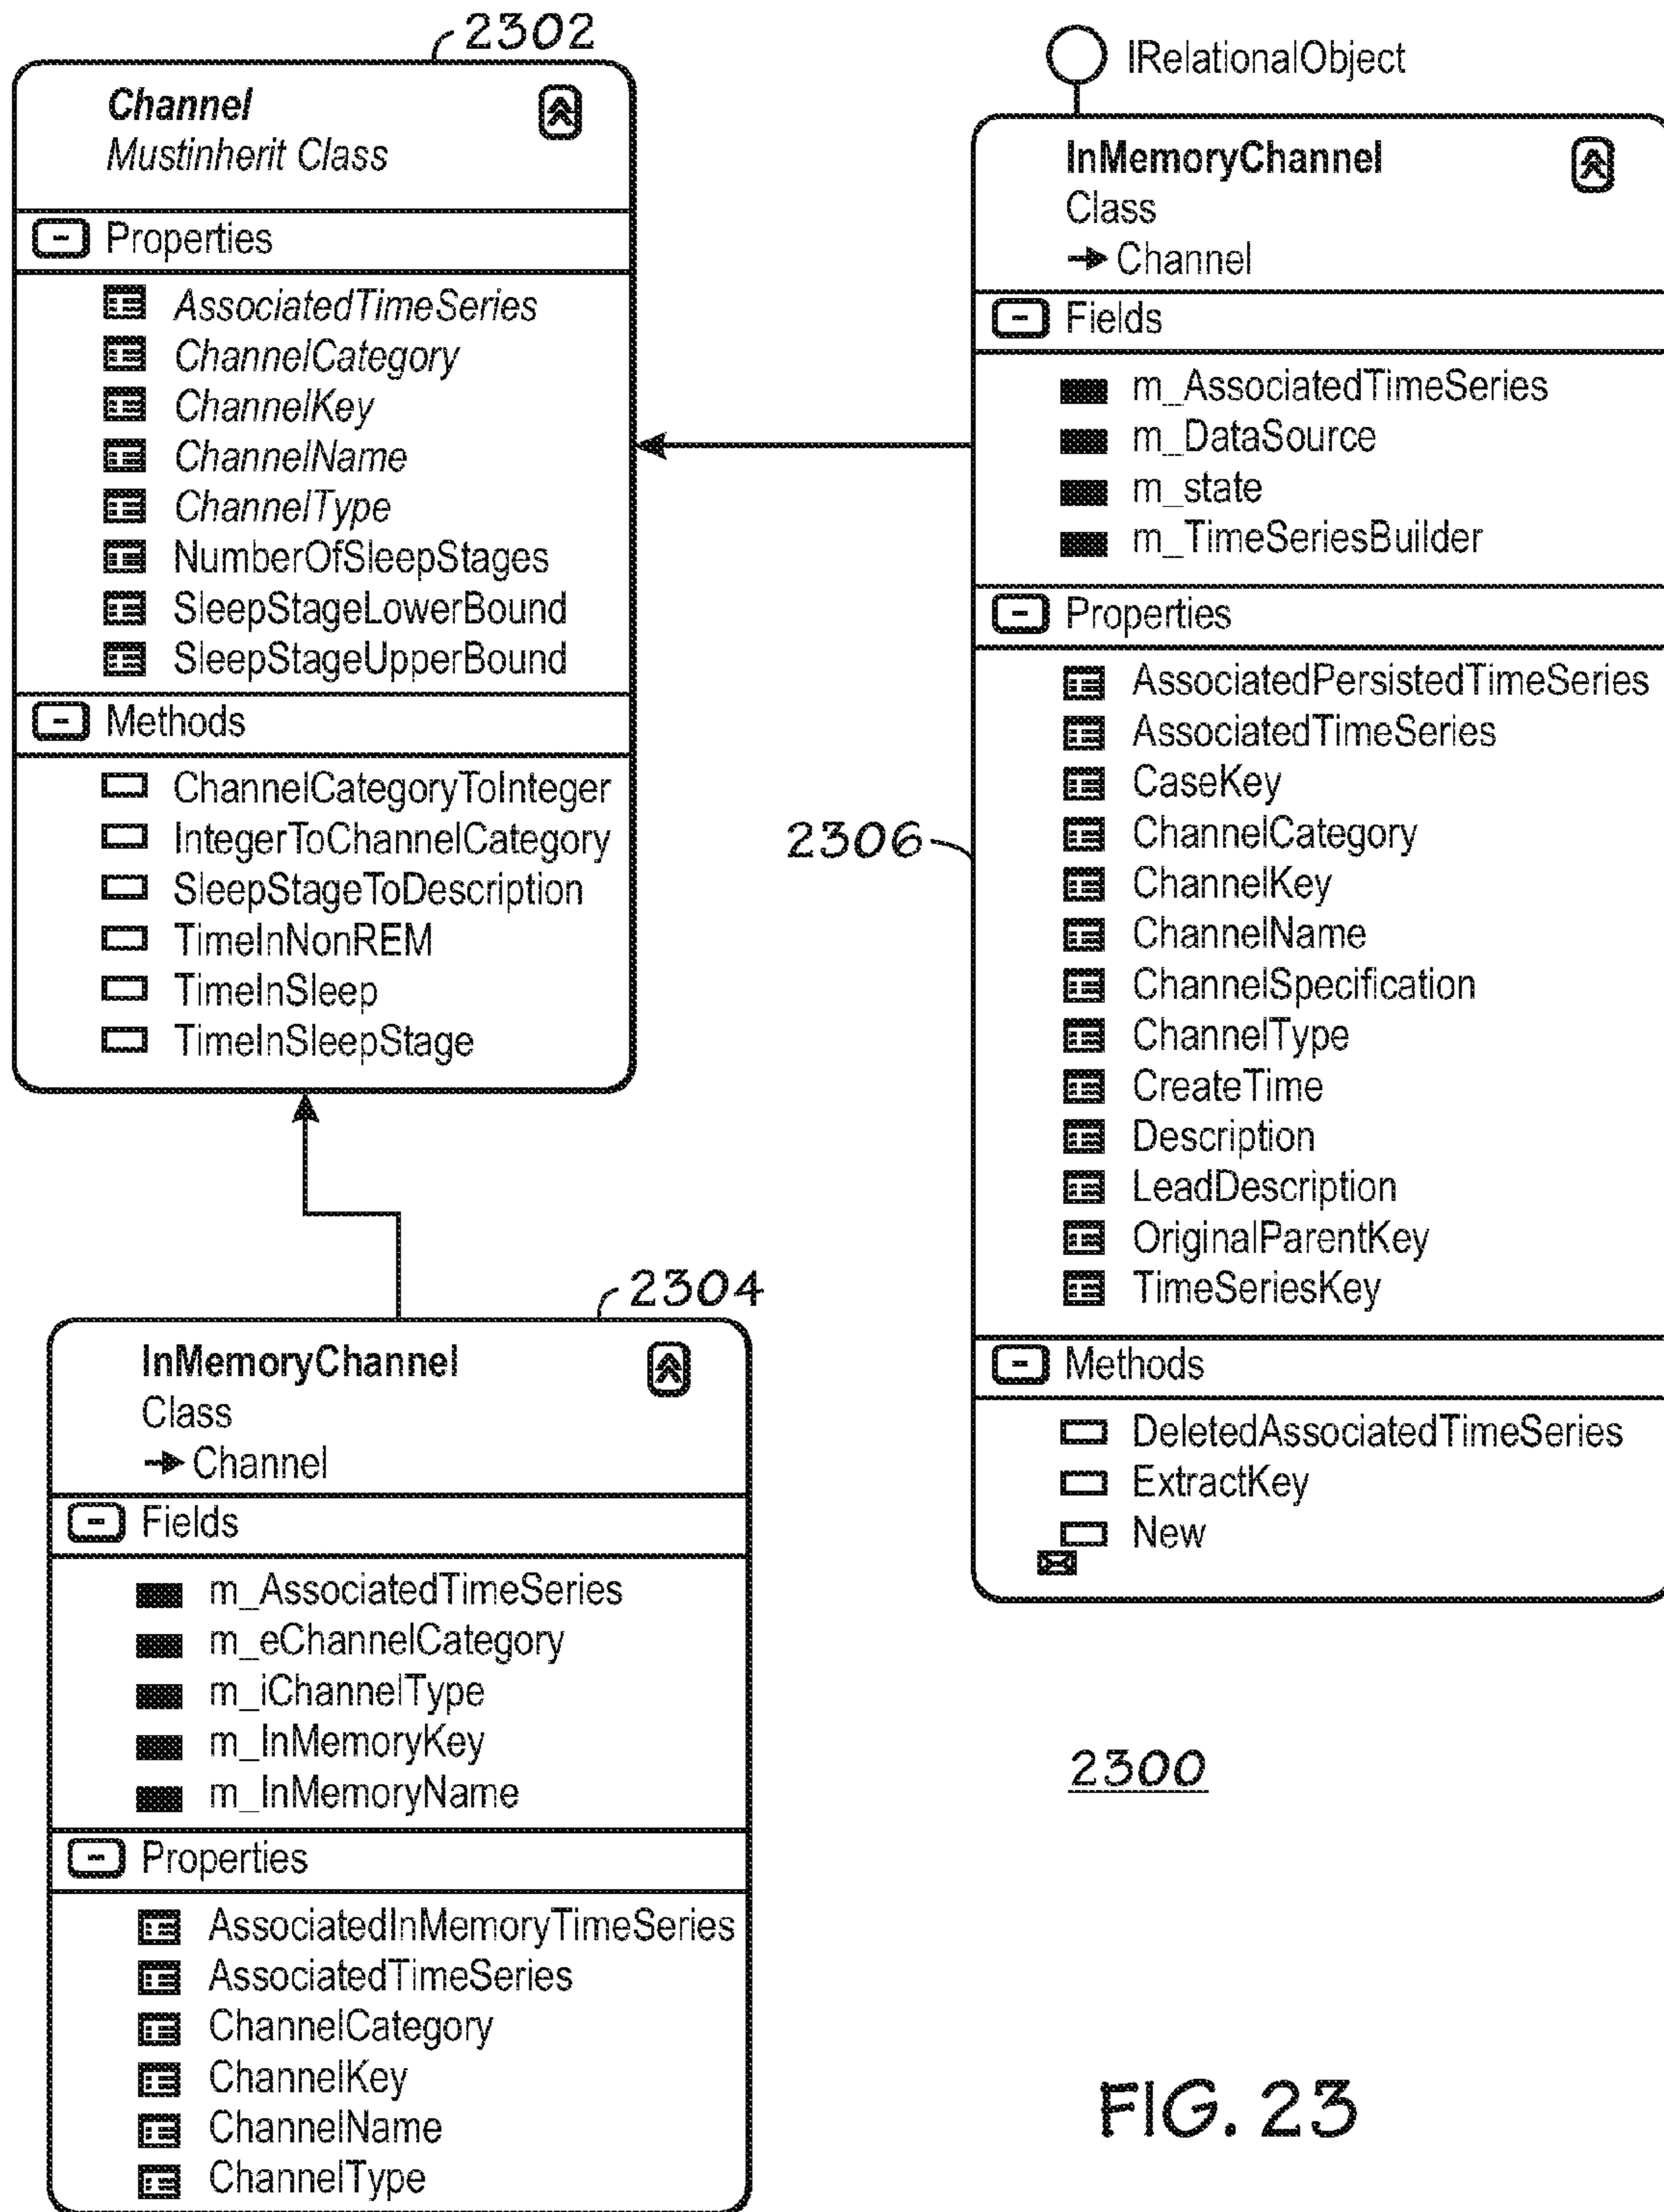 2302
Channel
Mustinherit Class
Properties
AssociatedTimeSeries
ChannelCategory
ChannelKey
ChannelName
ChannelType
NumberOfSleepStages
SleepStageLowerBound
SleepStageUpperBound
Methods
ChannelCategoryToInteger
IntegerToChannelCategory
SleepStageToDescription
TimeInNonREM
TimeInSleep
TimeInSleepStage
2304
InMemoryChannel
Class
Channel
Fields
m_AssociatedTimeSeries
m_eChannelCategory
m_iChannelType
m_InMemoryKey
m_InMemoryName
Properties
AssociatedInMemoryTimeSeries
AssociatedTimeSeries
ChannelCategory
ChannelKey
ChannelName
ChannelType
IRelationalObject
InMemoryChannel
Class
Channel
Fields
m_AssociatedTimeSeries
m_DataSource
m_state
m_TimeSeriesBuilder
Properties
AssociatedPersistedTimeSeries
AssociatedTimeSeries
CaseKey
ChannelCategory
ChannelKey
ChannelName
ChannelSpecification
ChannelType
CreateTime
Description
LeadDescription
OriginalParentKey
TimeSeriesKey
Methods
DeletedAssociatedTimeSeries
ExtractKey
New
2306
2300
FIG. 23